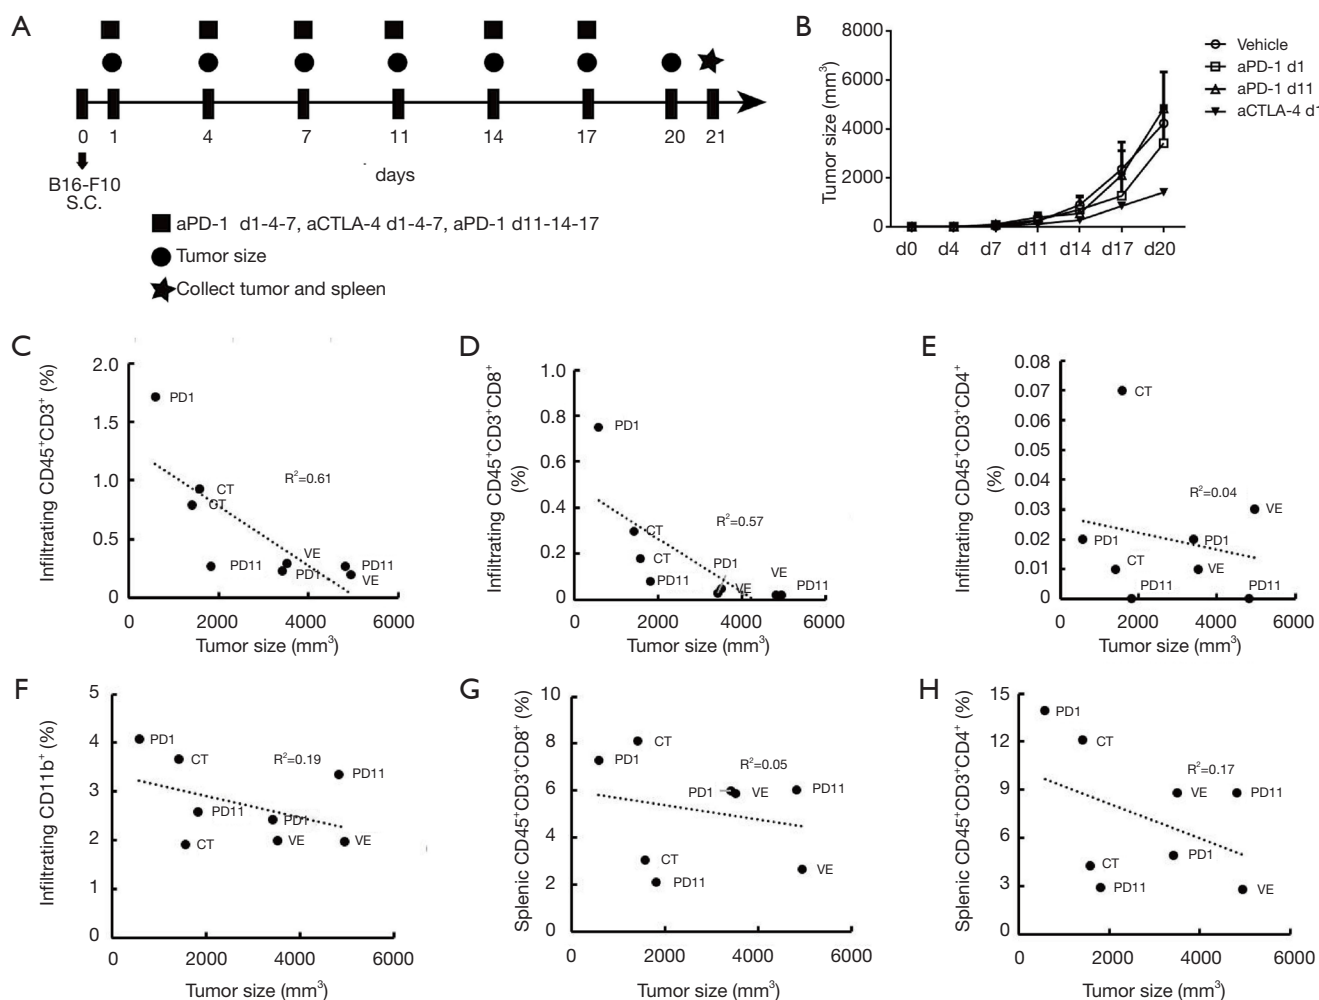 A
0
1
4
7
11
14
17
20
21
B16-F10
S.C.
days
aPD-1 d1-4-7, aCTLA-4 d1-4-7, aPD-1 d11-14-17
Tumor size
Collect tumor and spleen
B
Tumor size (mm³)
8000
6000
4000
2000
0
d0
d4
d7
d11
d14
d17
d20
Vehicle
aPD-1 d1
aPD-1 d11
aCTLA-4 d1
C
Infiltrating CD45⁺CD3⁺ (%)
2.0
1.5
1.0
0.5
0
PD1
R²=0.61
CT
CT
PD11
VE
PD1
PD11
VE
0
2000
4000
6000
Tumor size (mm³)
D
Infiltrating CD45⁺CD3⁺CD8⁺
(%)
1.0
0.8
0.6
0.4
0.2
0
PD1
R²=0.57
CT
CT
PD11
PD1
VE
VE
PD11
0
2000
4000
6000
Tumor size (mm³)
E
Infiltrating CD45⁺CD3⁺CD4⁺
(%)
0.08
0.07
0.06
0.05
0.04
0.03
0.02
0.01
0
CT
R²=0.04
VE
PD1
PD1
CT
VE
PD11
PD11
0
2000
4000
6000
Tumor size (mm³)
F
Infiltrating CD11b⁺ (%)
5
4
3
2
1
0
PD1
CT
R²=0.19
PD11
PD11
PD1
CT
VE
VE
0
2000
4000
6000
Tumor size (mm³)
G
Splenic CD45⁺CD3⁺CD8⁺ (%)
10
8
6
4
2
0
CT
PD1
R²=0.05
PD1
VE
PD11
CT
PD11
VE
0
2000
4000
6000
Tumor size (mm³)
H
Splenic CD45⁺CD3⁺CD4⁺ (%)
15
12
9
6
3
0
PD1
CT
R²=0.17
VE
PD11
PD1
CT
PD11
VE
0
2000
4000
6000
Tumor size (mm³)